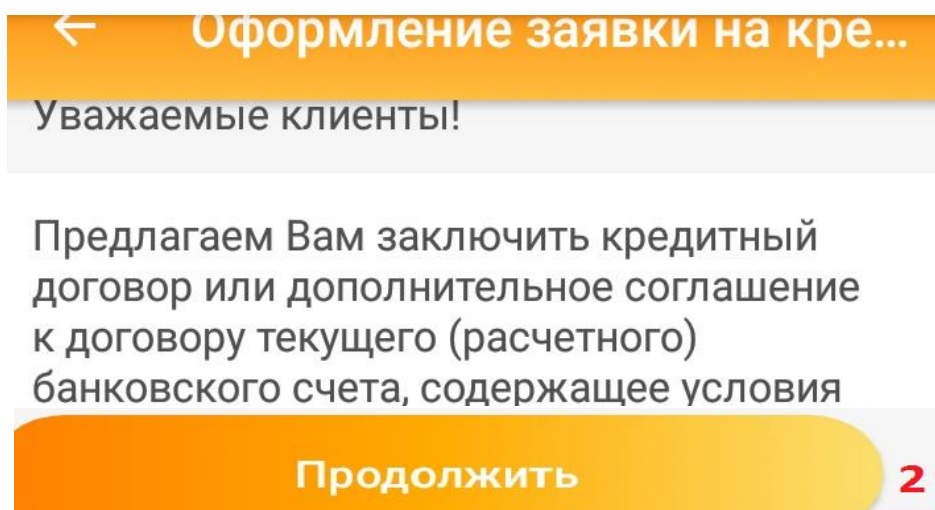 Оформление заявки на кре...
Уважаемые клиенты!
Предлагаем Вам заключить кредитный
договор или дополнительное соглашение
к договору текущего (расчетного)
банковского счета, содержащее условия
Продолжить
2